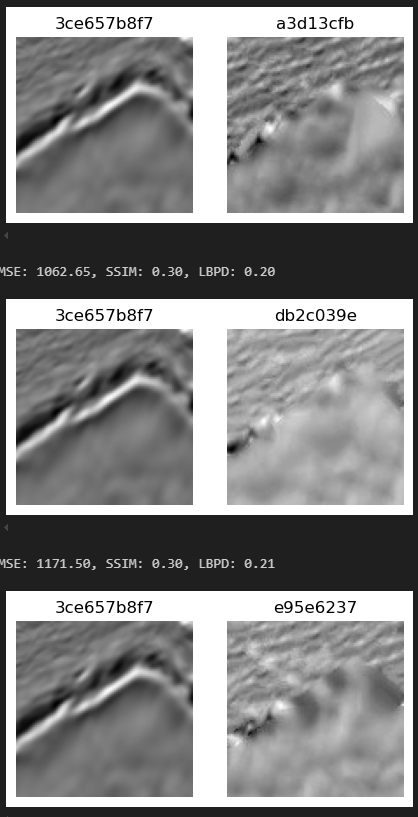 3ce657b8f7 a3d13cfb
MSE: 1062.65, SSIM: 0.30, LBPD: 0.20
3ce657b8f7 db2c039e
MSE: 1171.50, SSIM: 0.30, LBPD: 0.21
3ce657b8f7 e95e6237